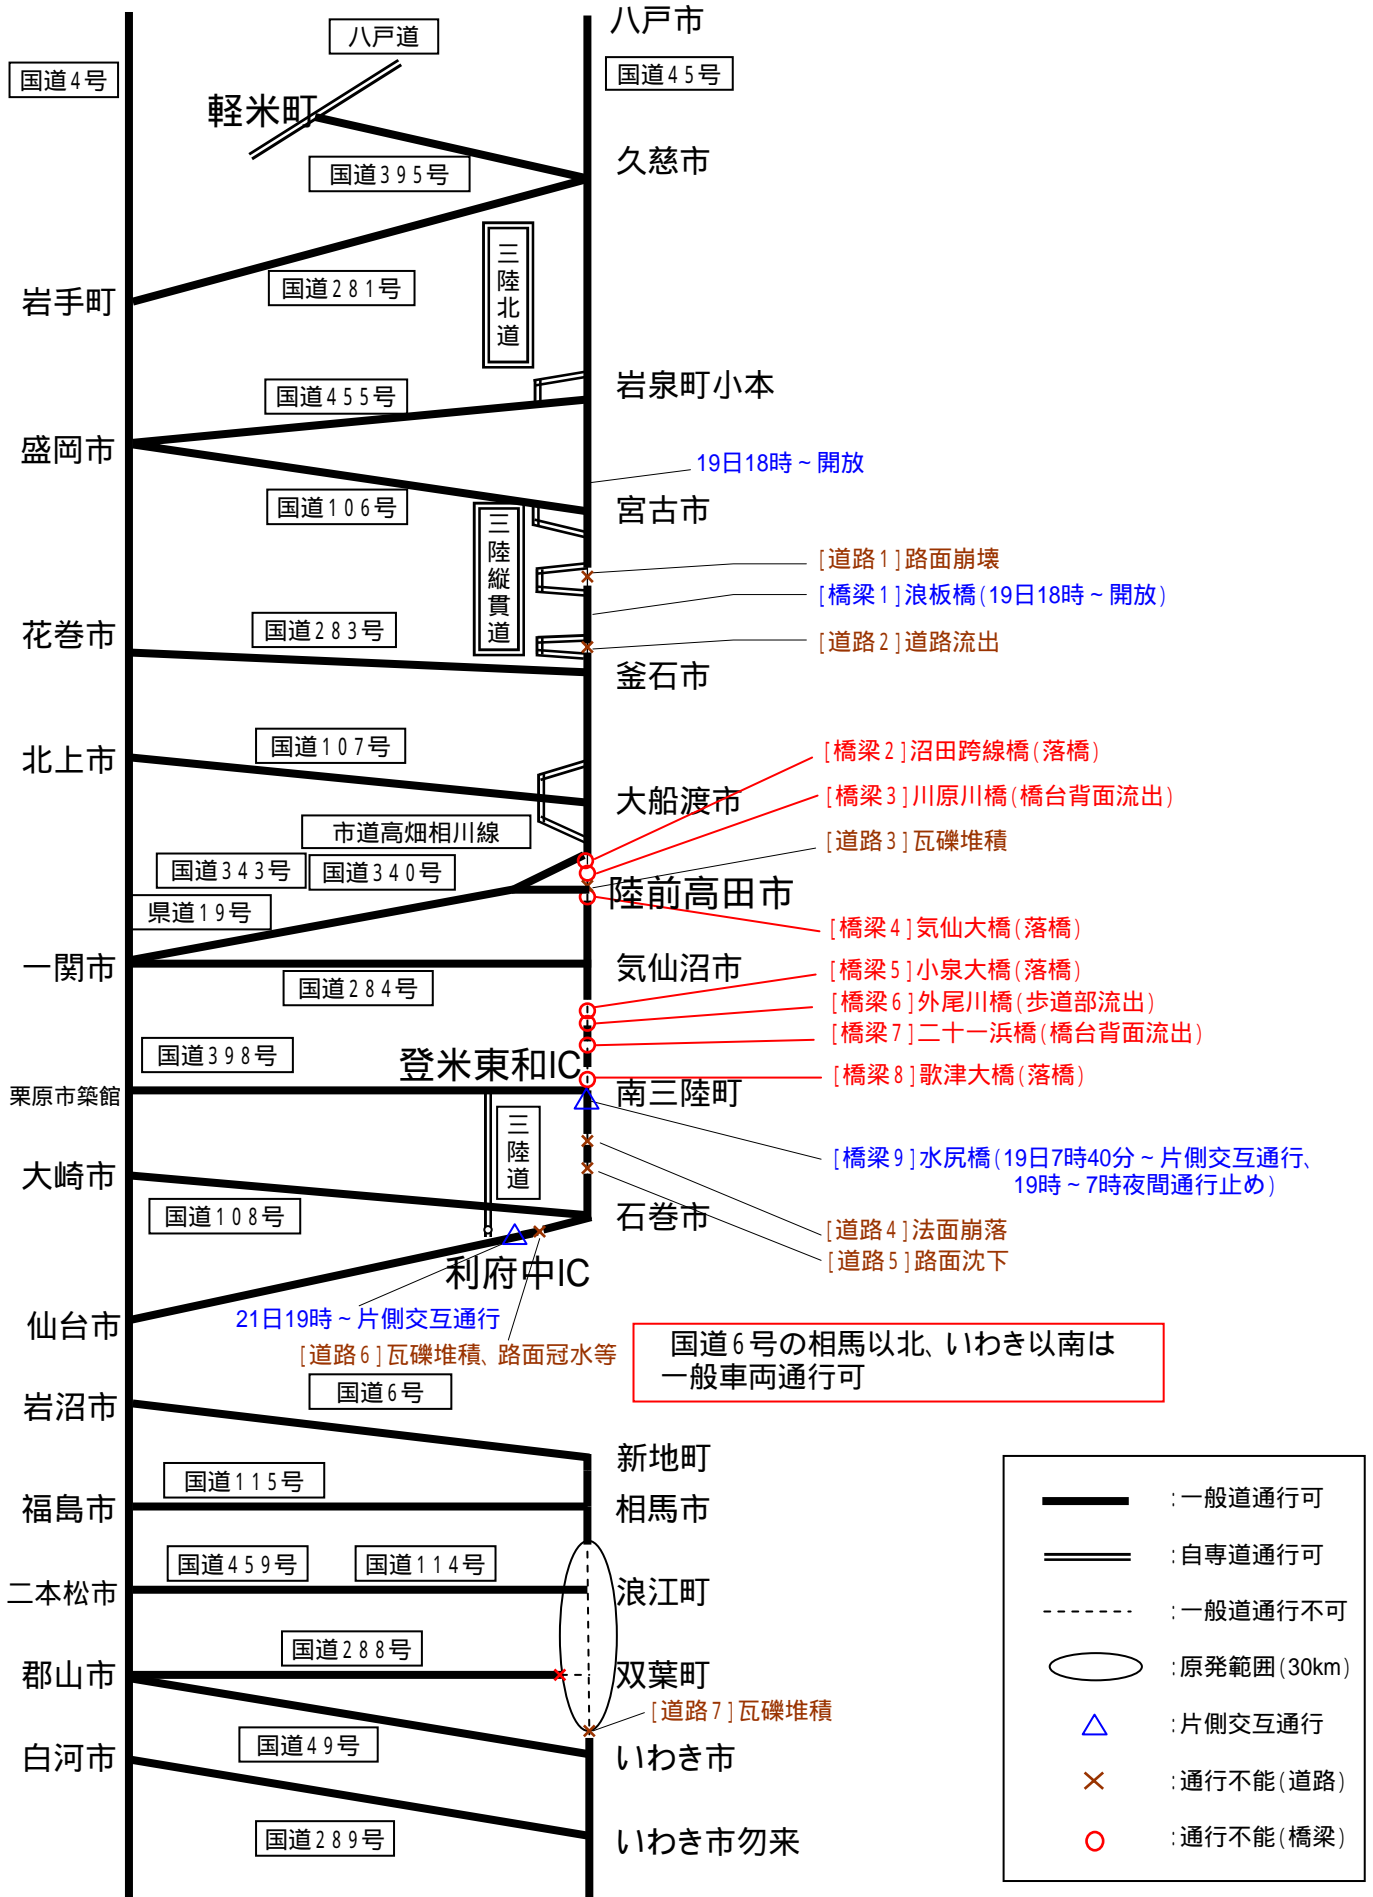 八戸市
八戸道
国道4号
国道45号
軽米町
久慈市
国道395号
三陸北道
国道281号
岩手町
岩泉町小本
国道455号
盛岡市
19日18時～開放
国道106号
宮古市
三陸縦貫道
[道路1]路面崩壊
[橋梁1]浪板橋(19日18時～開放)
花巻市
国道283号
[道路2]道路流出
釜石市
国道107号
北上市
[橋梁2]沼田跨線橋(落橋)
大船渡市
[橋梁3]川原川橋(橋台背面流出)
市道高畑相川線
[道路3]瓦礫堆積
国道343号
国道340号
陸前高田市
県道19号
[橋梁4]気仙大橋(落橋)
一関市
気仙沼市
[橋梁5]小泉大橋(落橋)
国道284号
[橋梁6]外尾川橋(歩道部流出)
[橋梁7]二十一浜橋(橋台背面流出)
国道398号
登米東和IC
[橋梁8]歌津大橋(落橋)
栗原市築館
南三陸町
三陸道
[橋梁9]水尻橋(19日7時40分～片側交互通行、
19時～7時夜間通行止め)
大崎市
国道108号
石巻市
[道路4]法面崩落
[道路5]路面沈下
利府中IC
仙台市
21日19時～片側交互通行
[道路6]瓦礫堆積、路面冠水等
国道6号の相馬以北、いわき以南は
一般車両通行可
国道6号
岩沼市
新地町
国道115号
福島市
相馬市
:一般道通行可
:自専道通行可
国道459号
国道114号
二本松市
浪江町
:一般道通行不可
国道288号
郡山市
双葉町
:原発範囲(30km)
[道路7]瓦礫堆積
:片側交互通行
国道49号
白河市
いわき市
:通行不能(道路)
国道289号
いわき市勿来
:通行不能(橋梁)